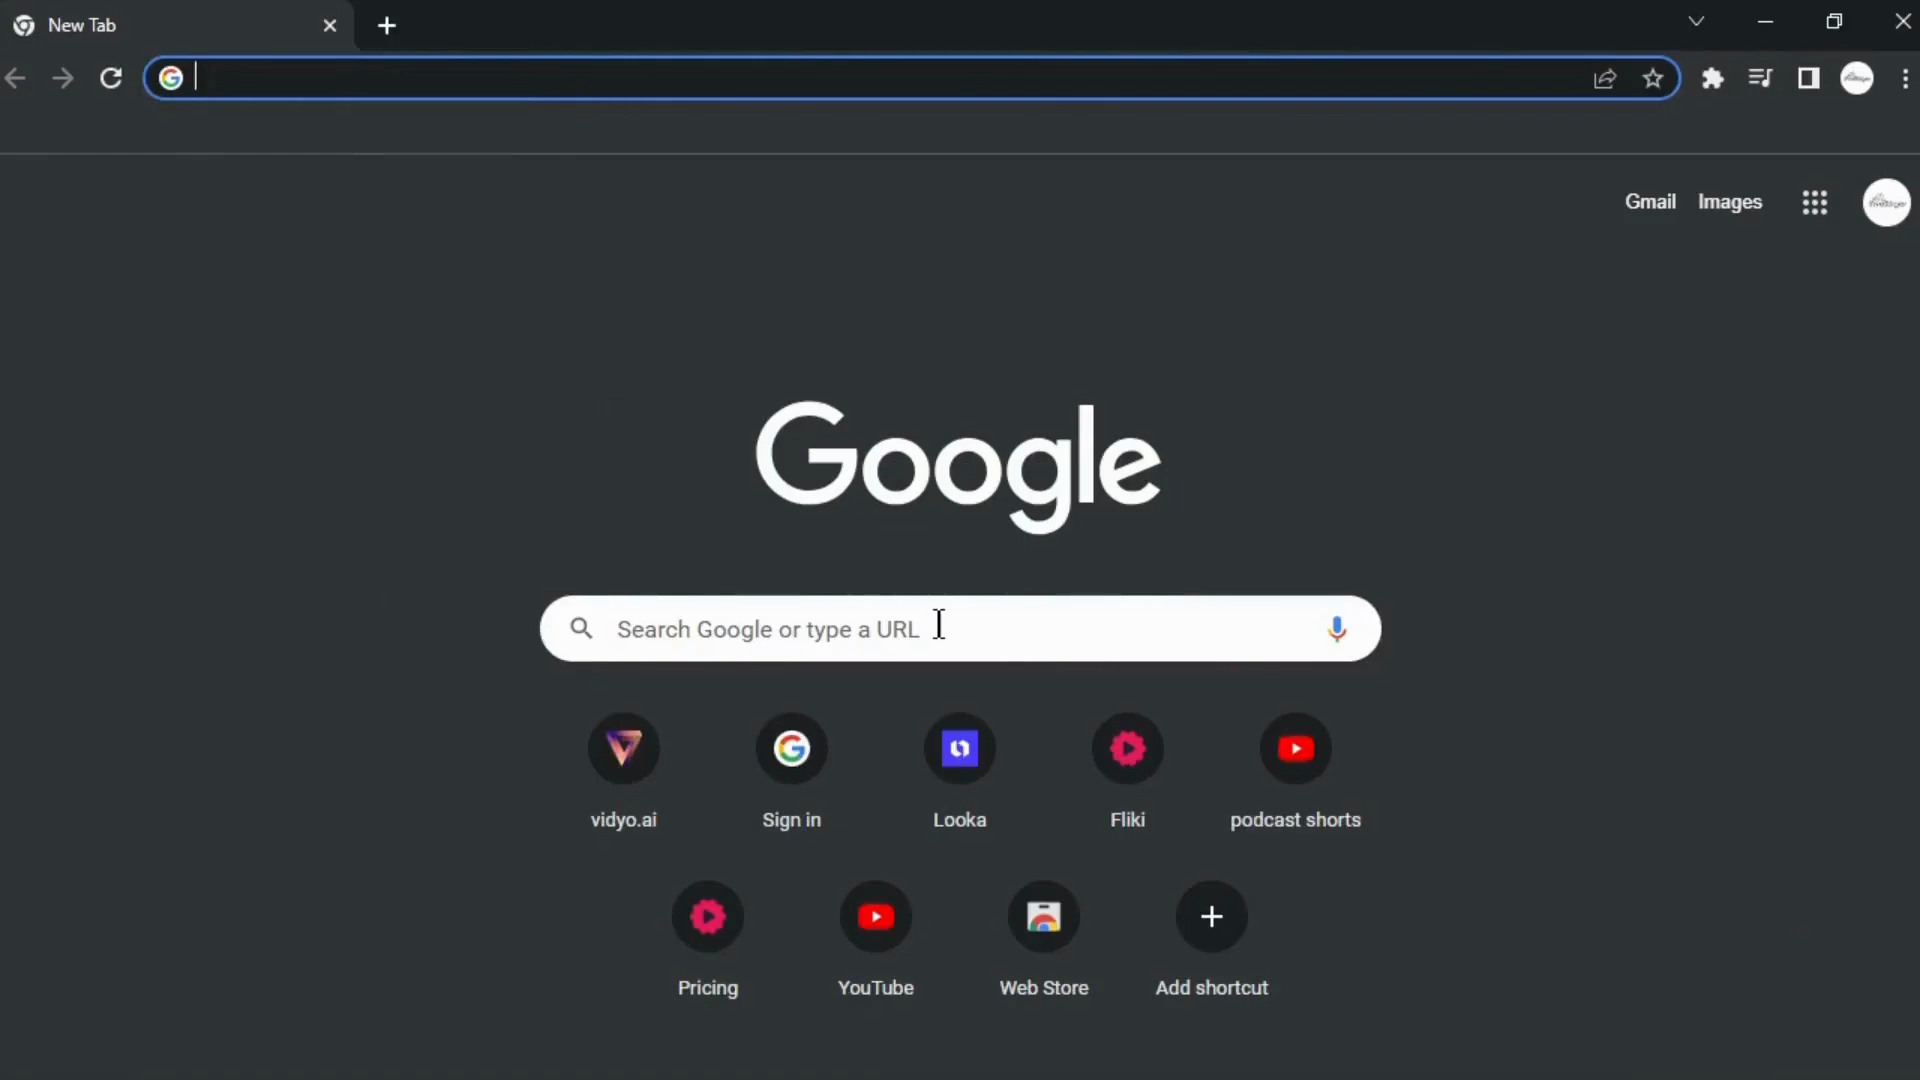 New Tab
Gmail Images
Google
Search Google or type a URL
vidyo.ai Sign in Looka Fliki podcast shorts
Pricing YouTube Web Store Add shortcut